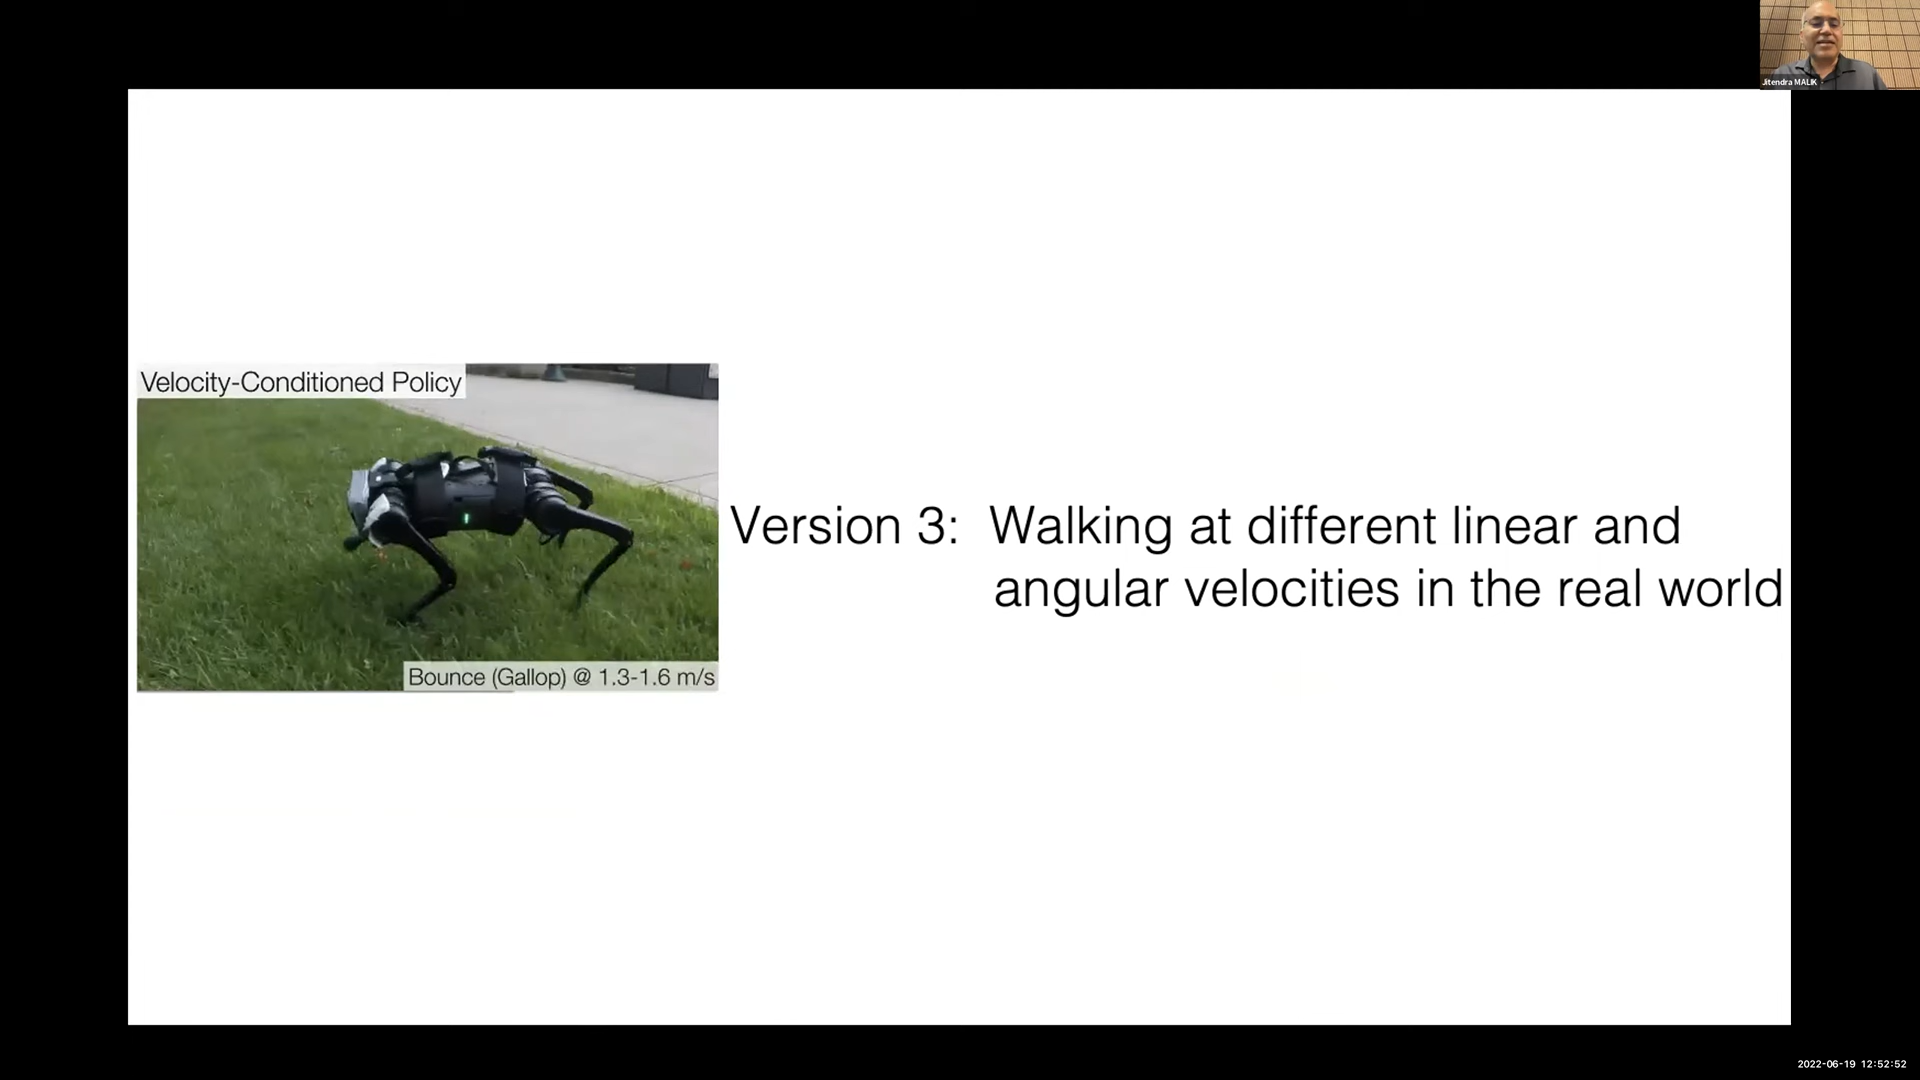 Jitendra MALIK
Velocity-Conditioned Policy
Version 3: Walking at different linear and
angular velocities in the real world
Bounce (Gallop) @ 1.3-1.6 m/s
2022-06-19 12:52:52